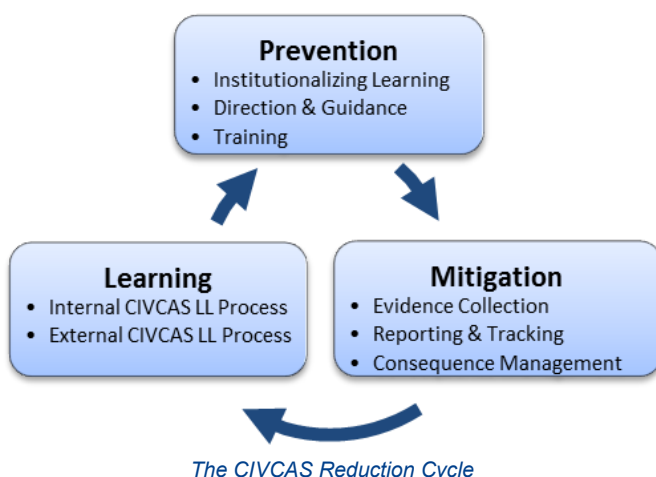 Prevention
• Institutionalizing Learning
• Direction & Guidance
• Training
Learning
• Internal CIVCAS LL Process
• External CIVCAS LL Process
Mitigation
• Evidence Collection
• Reporting & Tracking
• Consequence Management
The CIVCAS Reduction Cycle